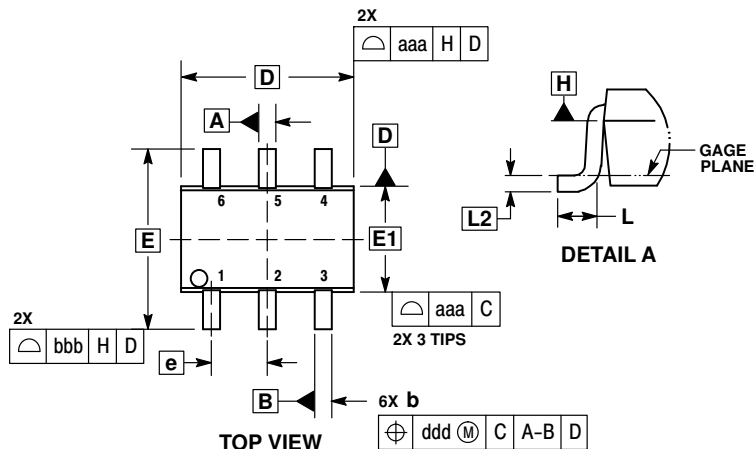 2X
⌓ aaa H D
D
A
D
H
GAGE
PLANE
L2
L
DETAIL A
6 5 4
E
E1
1 2 3
⌓ aaa C
2X 3 TIPS
2X
⌓ bbb H D
e
B
6X b
⌖ ddd Ⓜ C A-B D
TOP VIEW